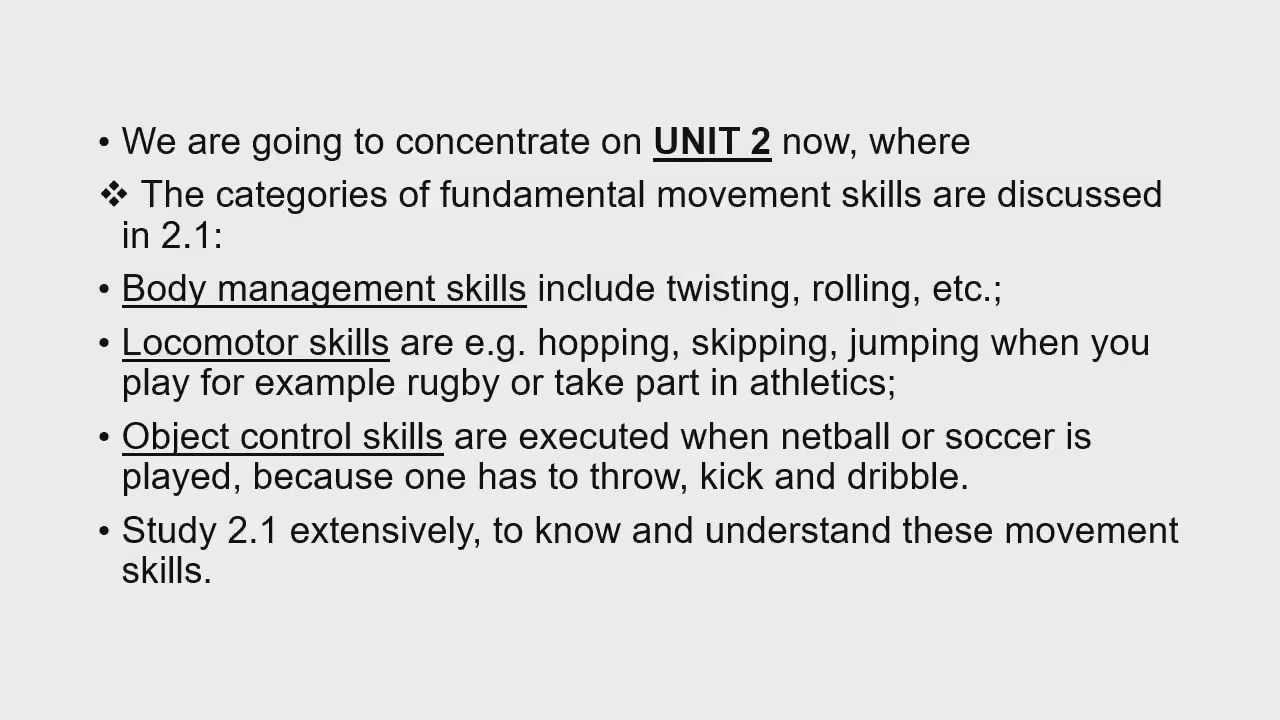 • We are going to concentrate on UNIT 2 now, where
❖ The categories of fundamental movement skills are discussed
in 2.1:
• Body management skills include twisting, rolling, etc.;
• Locomotor skills are e.g. hopping, skipping, jumping when you
play for example rugby or take part in athletics;
• Object control skills are executed when netball or soccer is
played, because one has to throw, kick and dribble.
• Study 2.1 extensively, to know and understand these movement
skills.